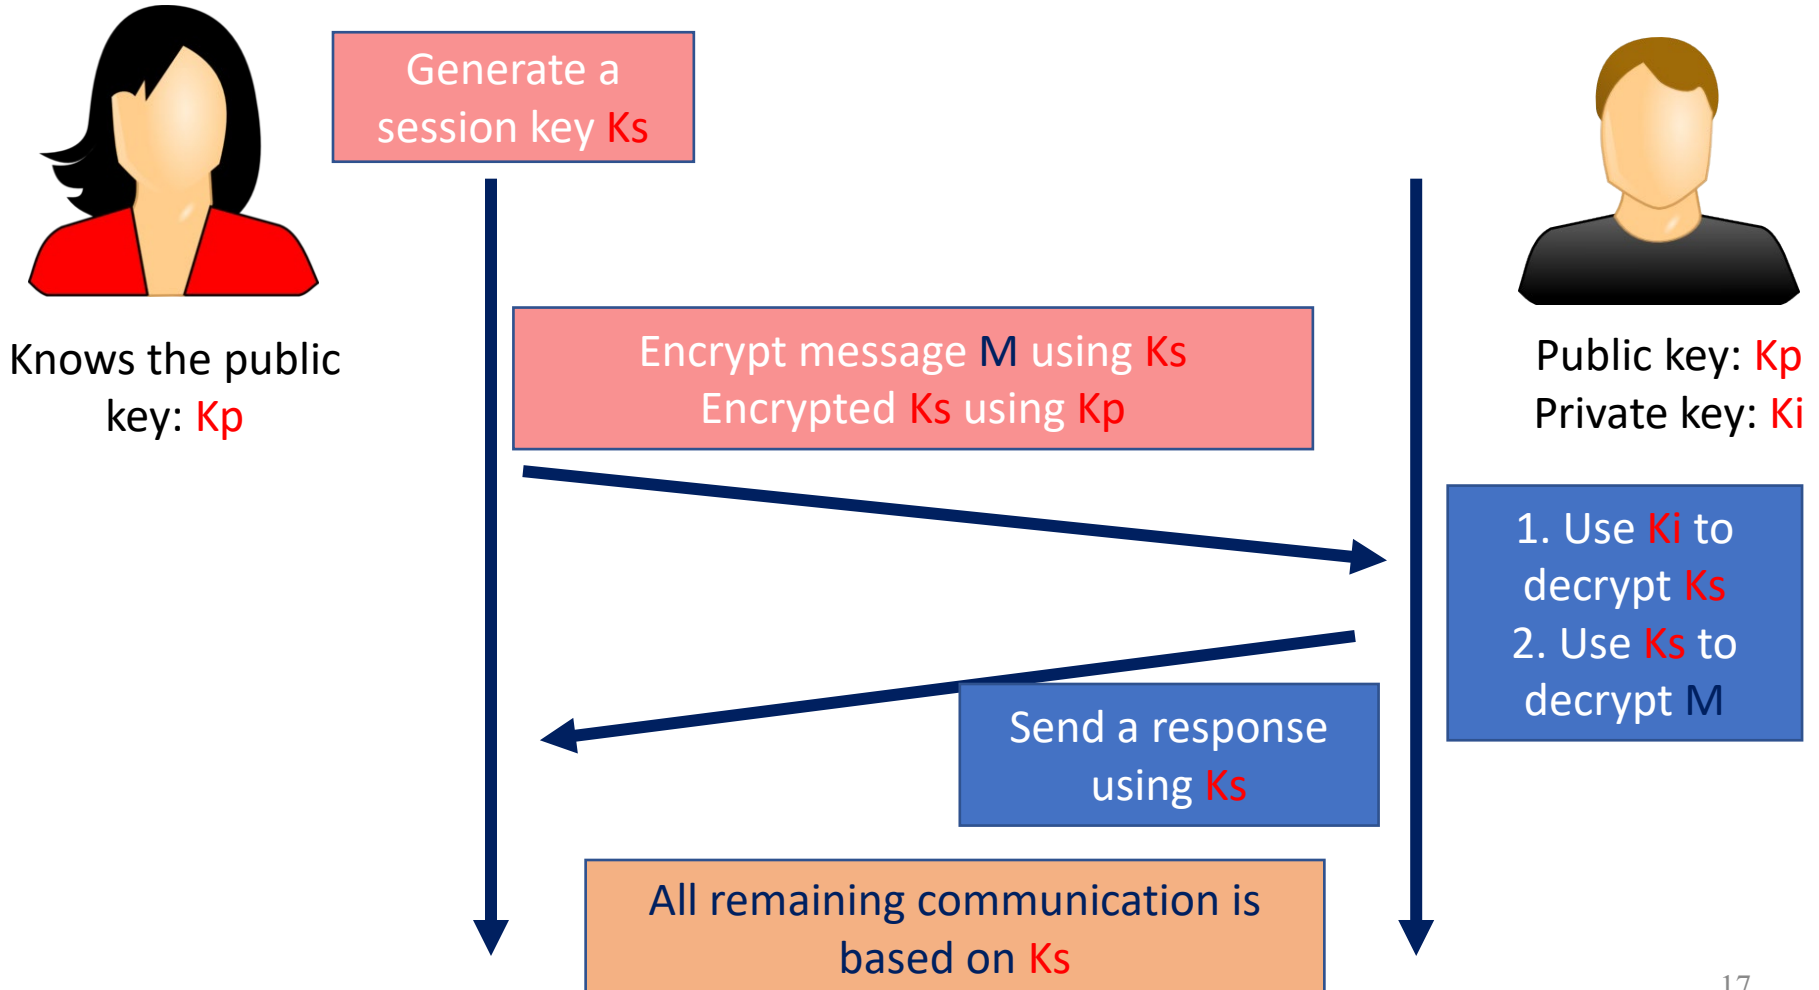 Generate a
session key Ks
Knows the public
key: Kp
Encrypt message M using Ks
Encrypted Ks using Kp
Public key: Kp
Private key: Ki
1. Use Ki to
decrypt Ks
2. Use Ks to
decrypt M
Send a response
using Ks
All remaining communication is
based on Ks
17